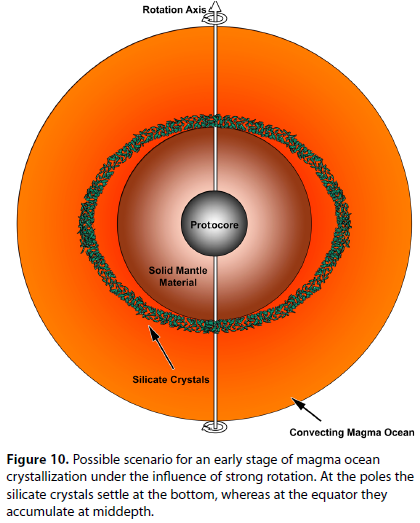 Rotation Axis
Protocore
Solid Mantle
Material
Silicate Crystals
Convecting Magma Ocean
Figure 10. Possible scenario for an early stage of magma ocean
crystallization under the influence of strong rotation. At the poles the
silicate crystals settle at the bottom, whereas at the equator they
accumulate at middepth.